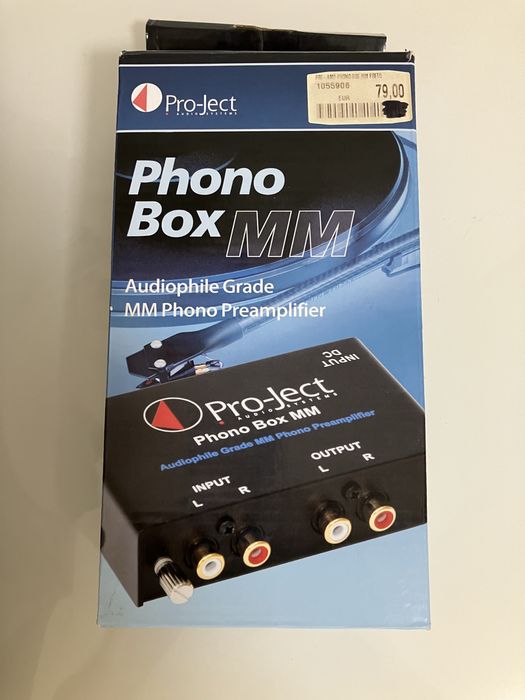 PRE-AMP PHONO BOX MM
1055906
79,00
EUR
Pro-Ject
AUDIO SYSTEMS
Phono
Box MM
Audiophile Grade
MM Phono Preamplifier
INPUT
DC
Pro-Ject
AUDIO SYSTEMS
Phono Box MM
Audiophile Grade MM Phono Preamplifier
INPUT
L R
OUTPUT
L R